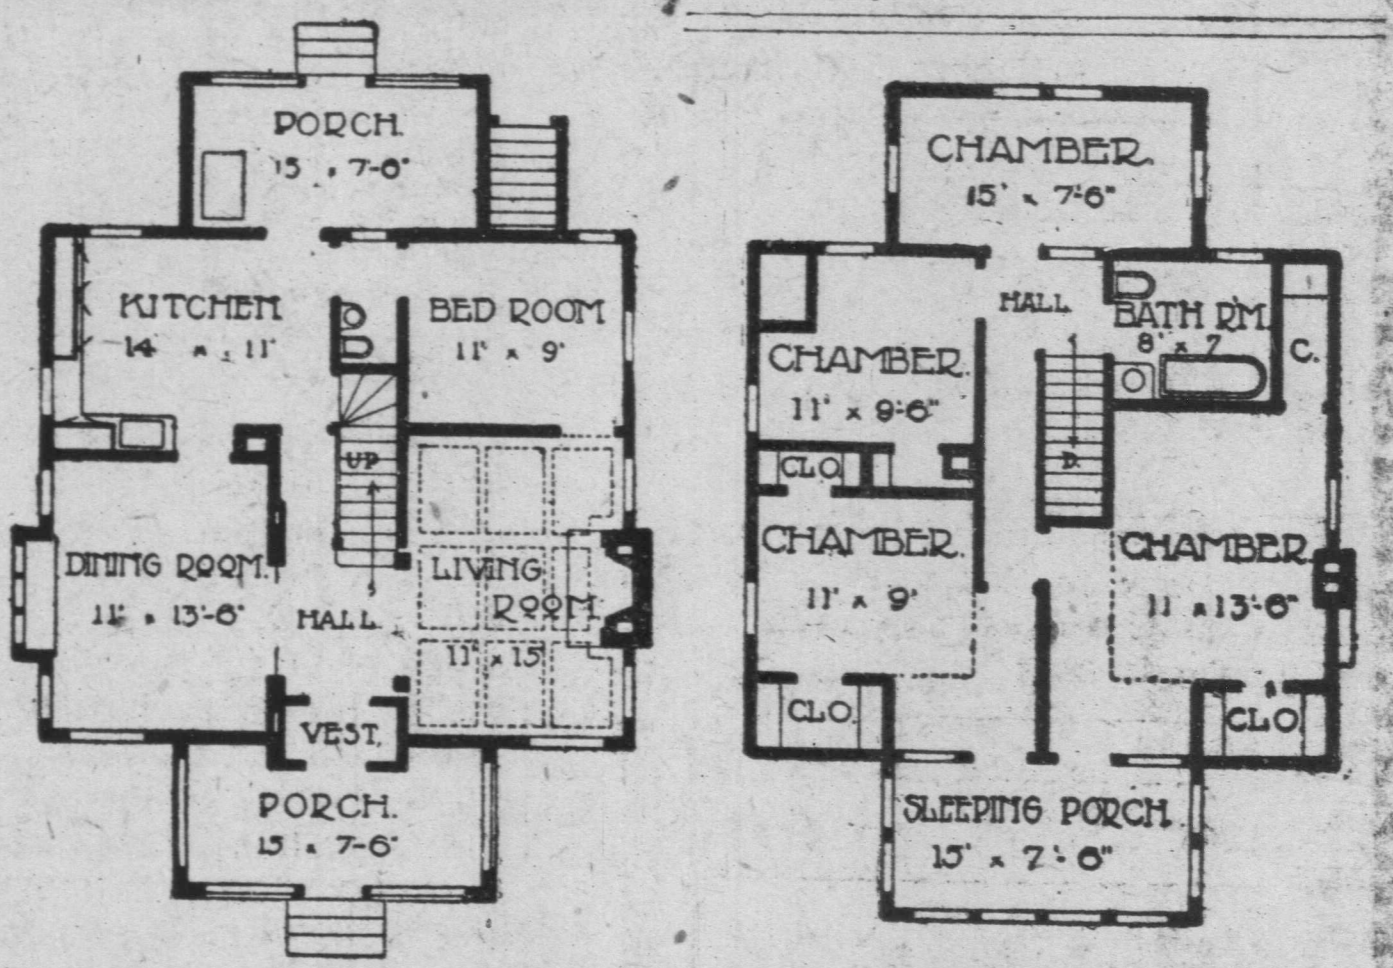 PORCH.
15 x 7-6"
KITCHEN
14 x 11'
BED ROOM
11' x 9'
UP
DINING ROOM.
11' x 13'-6"
HALL
LIVING
ROOM
11' x 15'
VEST.
PORCH.
15 x 7-6"
CHAMBER.
15' x 7'-6"
HALL
BATH R'M.
8' x 7
C.
CHAMBER.
11' x 9'-6"
CLO.
D.
CHAMBER.
11' x 9'
CHAMBER.
11 x 13'-6"
CLO.
CLO.
SLEEPING PORCH
15' x 7'-6"